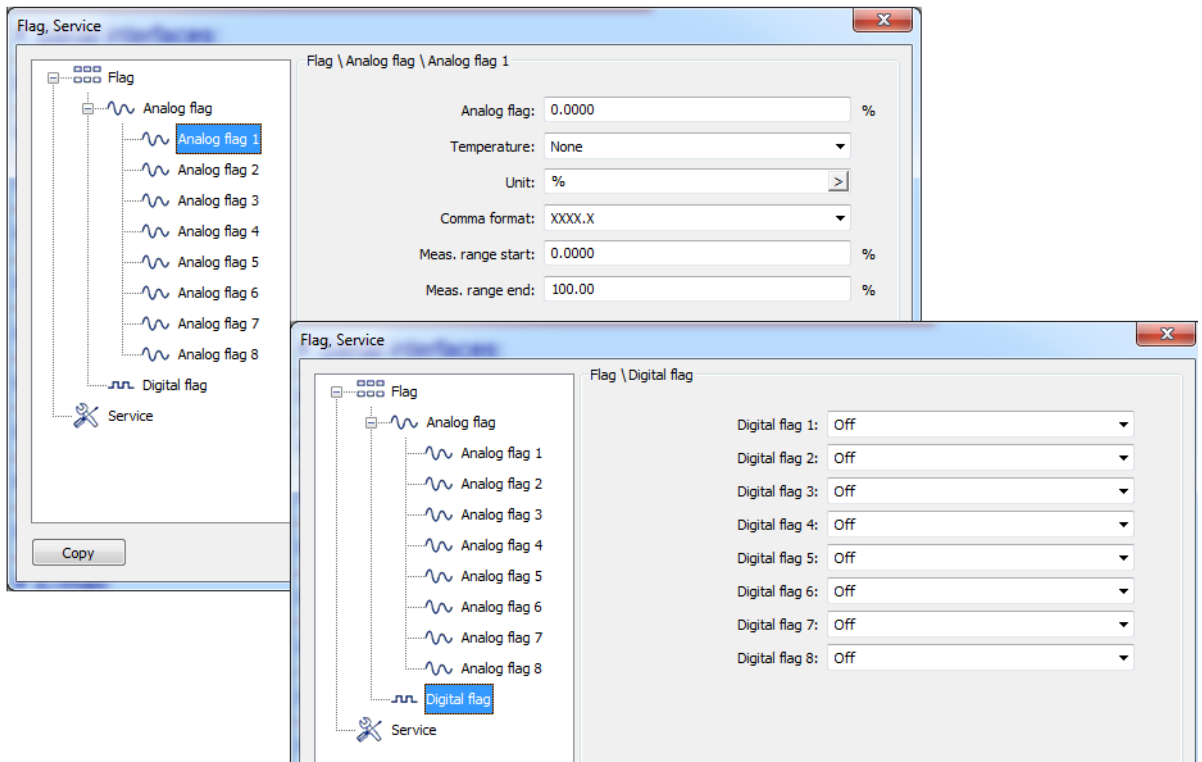 Flag, Service
Flag
Analog flag
Analog flag 1
Analog flag 2
Analog flag 3
Analog flag 4
Analog flag 5
Analog flag 6
Analog flag 7
Analog flag 8
Digital flag
Service
Copy
Flag \ Analog flag \ Analog flag 1
Analog flag: 0.0000 %
Temperature: None
Unit: % >
Comma format: XXXX.X
Meas. range start: 0.0000 %
Meas. range end: 100.00 %
Flag, Service
Flag
Analog flag
Analog flag 1
Analog flag 2
Analog flag 3
Analog flag 4
Analog flag 5
Analog flag 6
Analog flag 7
Analog flag 8
Digital flag
Service
Flag \ Digital flag
Digital flag 1: Off
Digital flag 2: Off
Digital flag 3: Off
Digital flag 4: Off
Digital flag 5: Off
Digital flag 6: Off
Digital flag 7: Off
Digital flag 8: Off